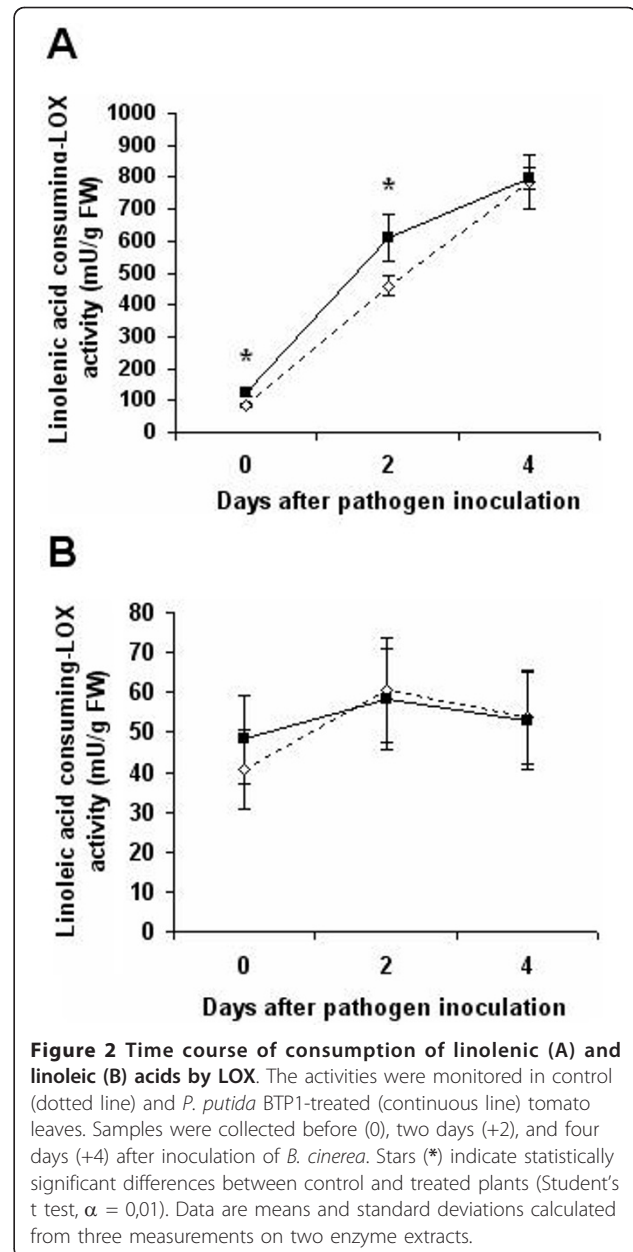 A
Linolenic acid consuming-LOX
activity (mU/g FW)
1000
900
800
700
600
500
400
300
200
100
0
*
*
0 2 4
Days after pathogen inoculation
B
Linoleic acid consuming-LOX
activity (mU/g FW)
80
70
60
50
40
30
20
10
0
0 2 4
Days after pathogen inoculation
Figure 2 Time course of consumption of linolenic (A) and
linoleic (B) acids by LOX. The activities were monitored in control
(dotted line) and P. putida BTP1-treated (continuous line) tomato
leaves. Samples were collected before (0), two days (+2), and four
days (+4) after inoculation of B. cinerea. Stars (*) indicate statistically
significant differences between control and treated plants (Student's
t test, α = 0,01). Data are means and standard deviations calculated
from three measurements on two enzyme extracts.